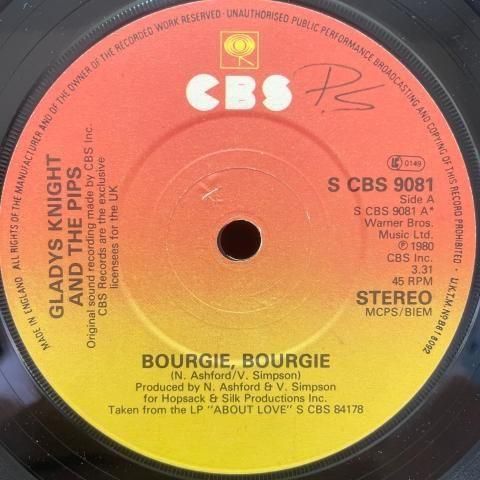 ALL RIGHTS OF THE MANUFACTURER AND OF THE OWNER OF THE RECORDED WORK RESERVED · UNAUTHORISED PUBLIC PERFORMANCE BROADCASTING AND COPYING OF THIS RECORD PROHIBITED · U.K.T.M. Nº B818092
MADE IN ENGLAND
CBS
PS
GLADYS KNIGHT
AND THE PIPS
Original sound recording made by CBS Inc.
CBS Records are the exclusive
licensees for the UK
LC 0149
S CBS 9081
Side A
S CBS 9081 A*
Warner Bros.
Music Ltd.
℗ 1980
CBS Inc.
3.31
45 RPM
STEREO
MCPS/BIEM
BOURGIE, BOURGIE
(N. Ashford/V. Simpson)
Produced by N. Ashford & V. Simpson
for Hopsack & Silk Productions Inc.
Taken from the LP "ABOUT LOVE" S CBS 84178